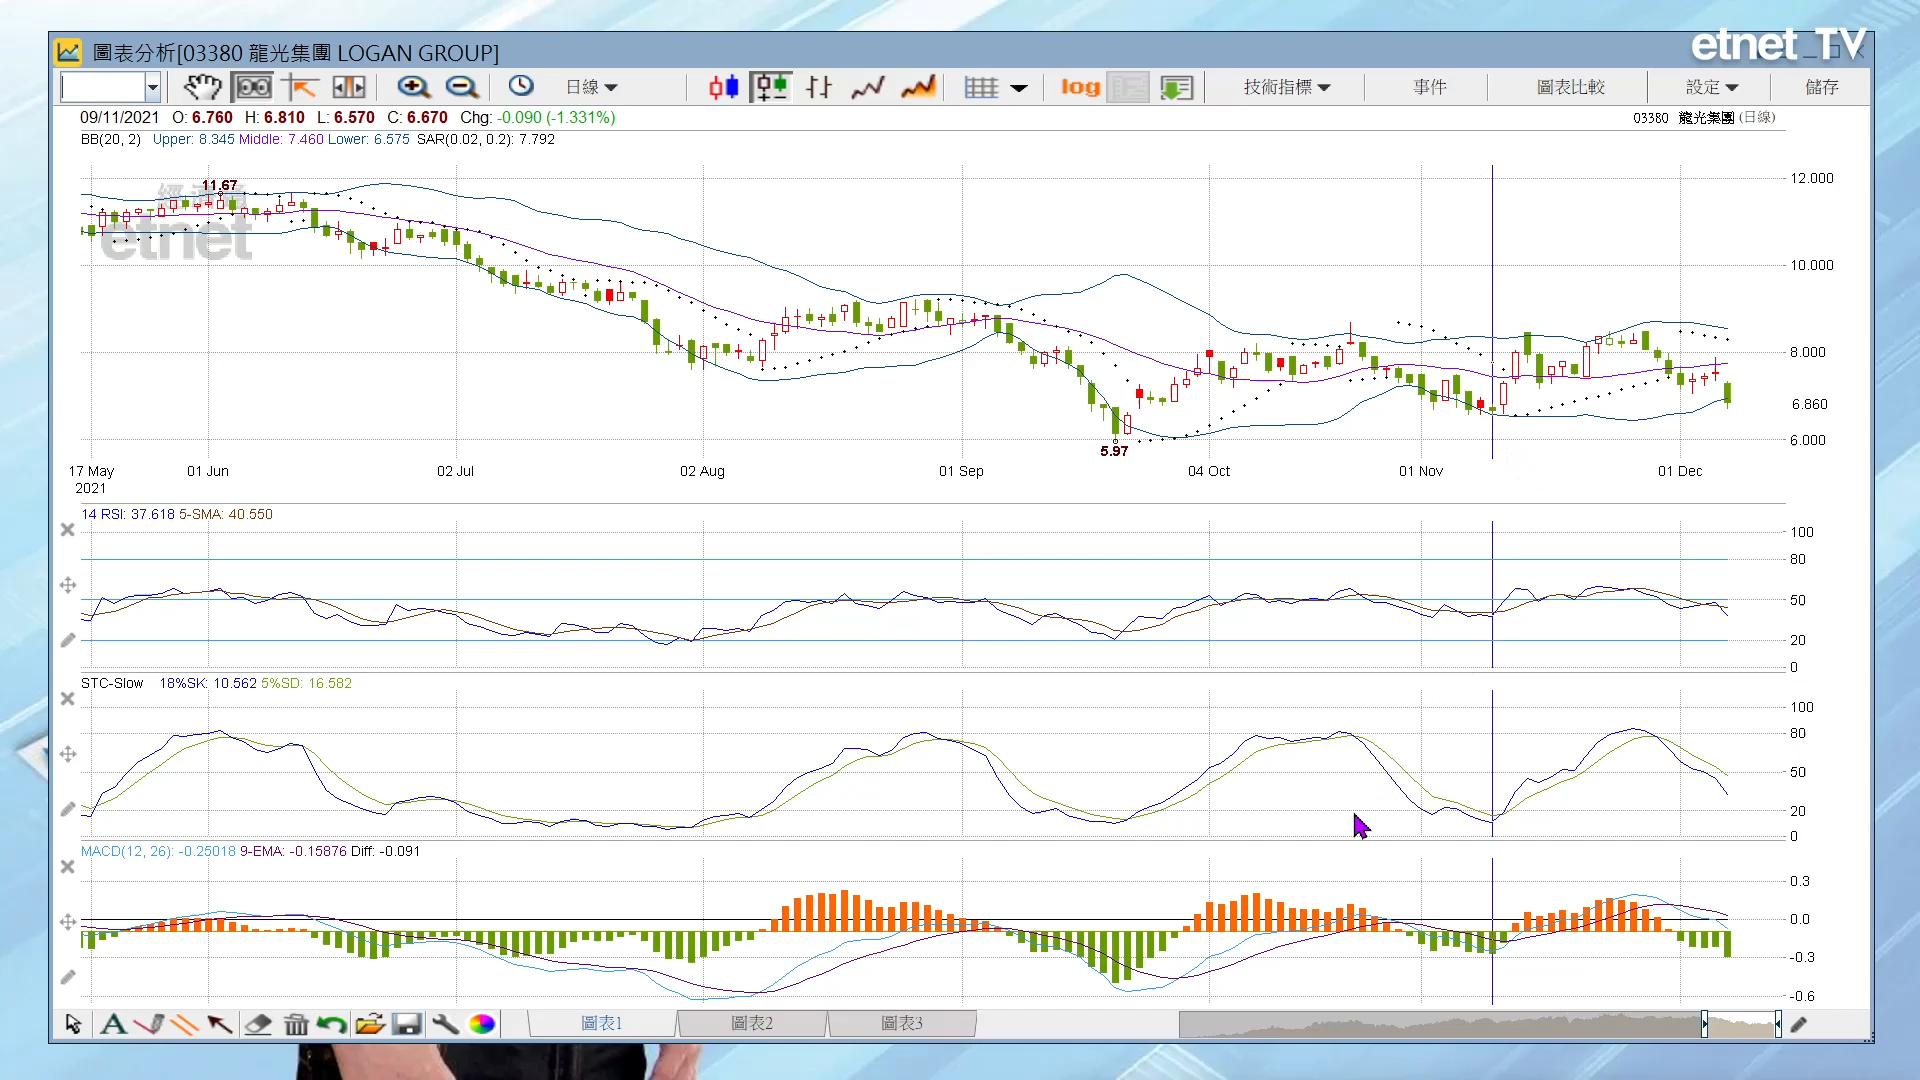 etnet TV
圖表分析[03380 龍光集團 LOGAN GROUP]
日線 log 技術指標 事件 圖表比較 設定 儲存
09/11/2021 O: 6.760 H: 6.810 L: 6.570 C: 6.670 Chg: -0.090 (-1.331%)
03380 龍光集團 (日線)
BB(20, 2) Upper: 8.345 Middle: 7.460 Lower: 6.575 SAR(0.02, 0.2): 7.792
12.000
11.67
經濟通
etnet
10.000
8.000
6.860
6.000
5.97
17 May 01 Jun 02 Jul 02 Aug 01 Sep 04 Oct 01 Nov 01 Dec
2021
14 RSI: 37.618 5-SMA: 40.550
100
80
50
20
0
STC-Slow 18%SK: 10.562 5%SD: 16.582
100
80
50
20
0
MACD(12, 26): -0.25018 9-EMA: -0.15876 Diff: -0.091
0.3
0.0
-0.3
-0.6
A 圖表1 圖表2 圖表3